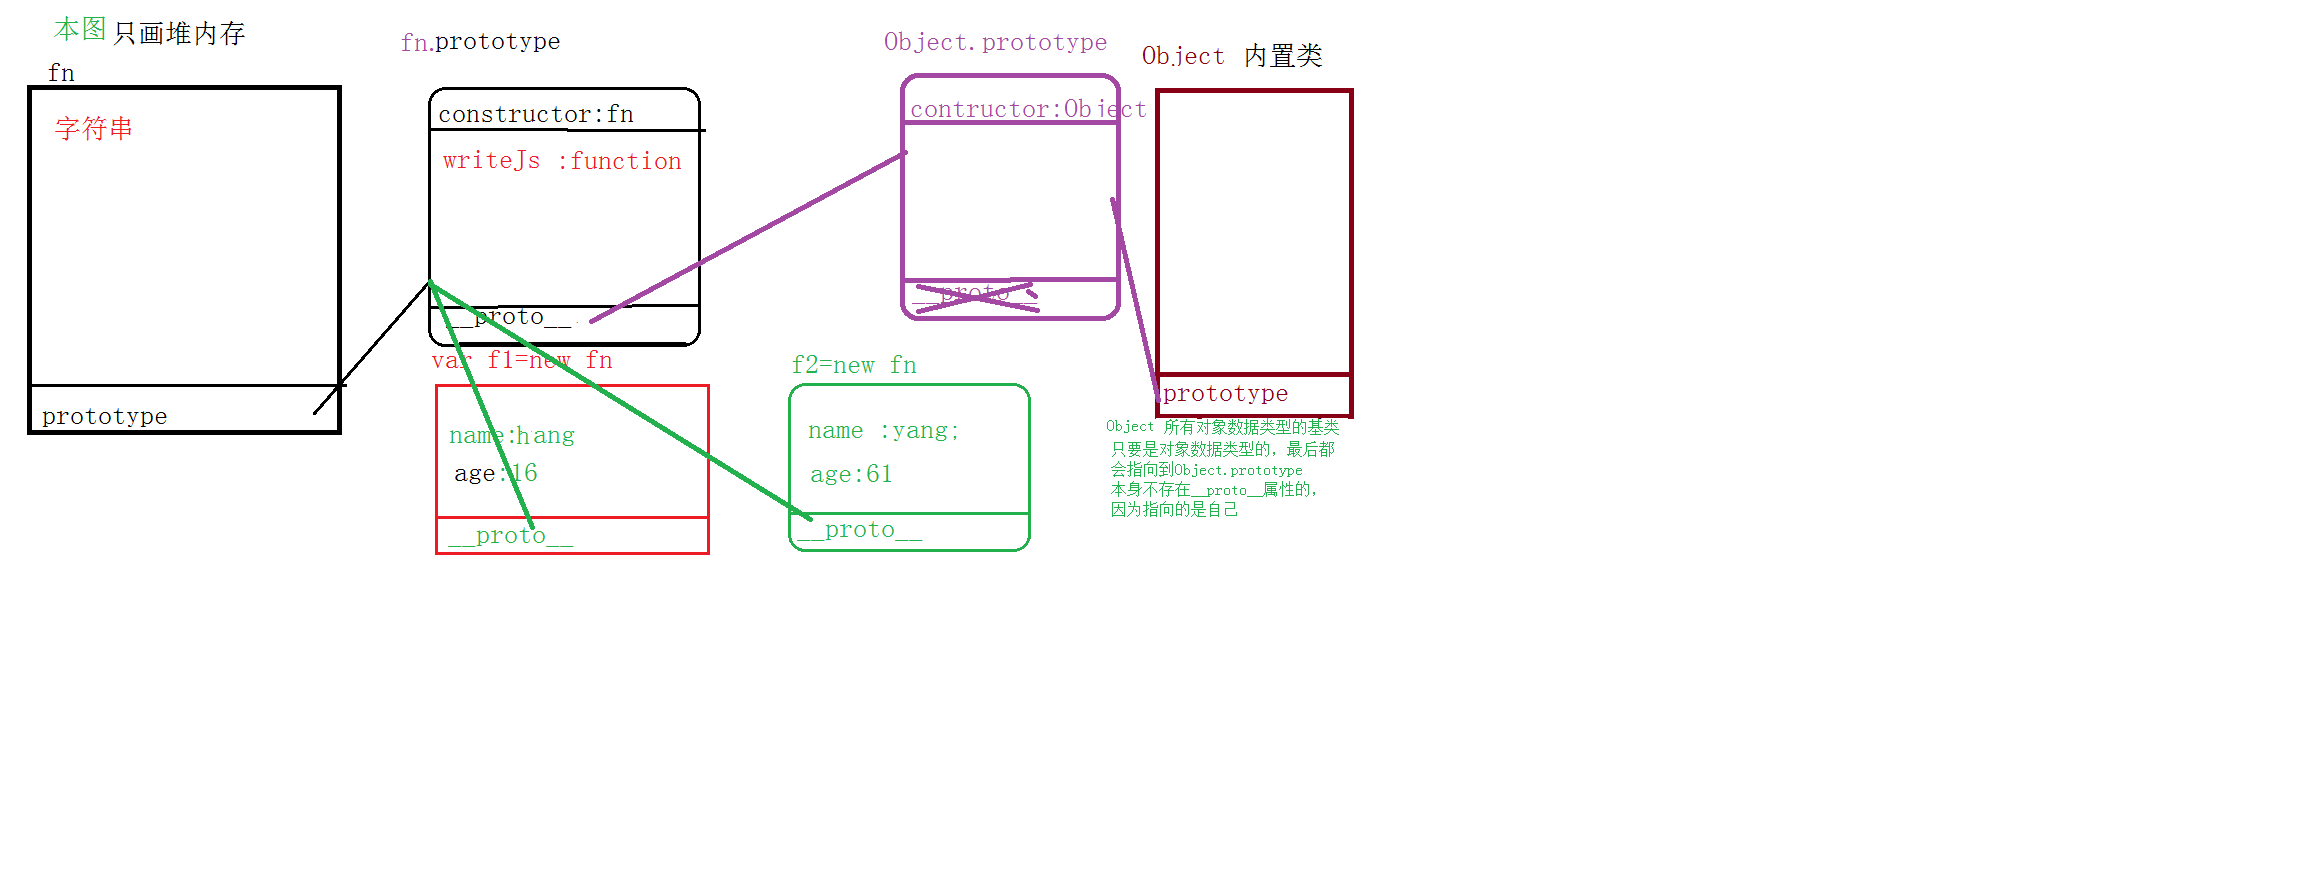 本图 只画堆内存
fn
字符串
prototype
fn.prototype
constructor:fn
writeJs :function
__proto__
var f1=new fn
name:hang
age:16
__proto__
f2=new fn
name :yang;
age:61
__proto__
Object.prototype
contructor:Object
__proto__
Object 内置类
prototype
Object 所有对象数据类型的基类
只要是对象数据类型的，最后都
会指向到Object.prototype
本身不存在__proto__属性的，
因为指向的是自己